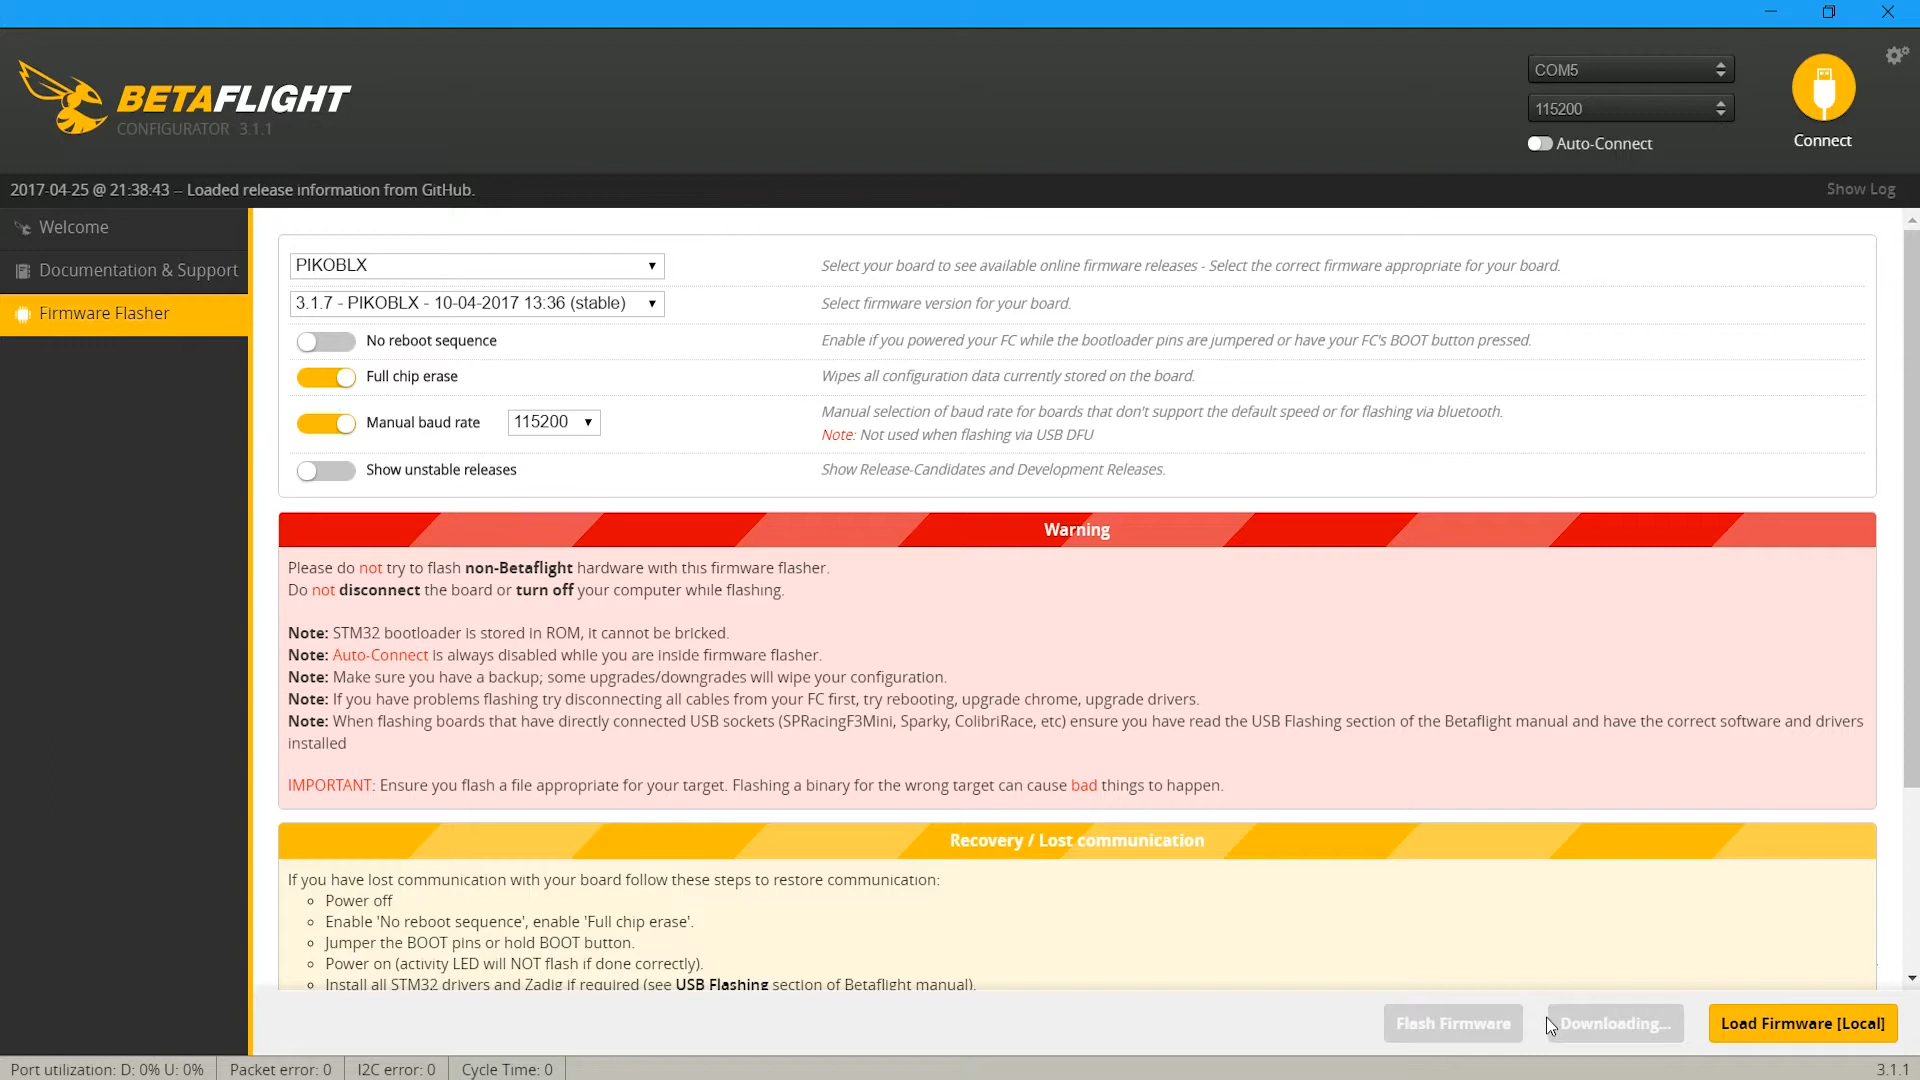 BETAFLIGHT
CONFIGURATOR 3.1.1
COM5
115200
Auto-Connect
Connect
2017-04-25 @ 21:38:43 -- Loaded release information from GitHub.
Show Log
Welcome
Documentation & Support
Firmware Flasher
PIKOBLX
Select your board to see available online firmware releases - Select the correct firmware appropriate for your board.
3.1.7 - PIKOBLX - 10-04-2017 13:36 (stable)
Select firmware version for your board.
No reboot sequence
Enable if you powered your FC while the bootloader pins are jumpered or have your FC's BOOT button pressed.
Full chip erase
Wipes all configuration data currently stored on the board.
Manual baud rate
115200
Manual selection of baud rate for boards that don't support the default speed or for flashing via bluetooth.
Note: Not used when flashing via USB DFU
Show unstable releases
Show Release-Candidates and Development Releases.
Warning
Please do not try to flash non-Betaflight hardware with this firmware flasher.
Do not disconnect the board or turn off your computer while flashing.
Note: STM32 bootloader is stored in ROM, it cannot be bricked.
Note: Auto-Connect is always disabled while you are inside firmware flasher.
Note: Make sure you have a backup; some upgrades/downgrades will wipe your configuration.
Note: If you have problems flashing try disconnecting all cables from your FC first, try rebooting, upgrade chrome, upgrade drivers.
Note: When flashing boards that have directly connected USB sockets (SPRacingF3Mini, Sparky, ColibriRace, etc) ensure you have read the USB Flashing section of the Betaflight manual and have the correct software and drivers
installed
IMPORTANT: Ensure you flash a file appropriate for your target. Flashing a binary for the wrong target can cause bad things to happen.
Recovery / Lost communication
If you have lost communication with your board follow these steps to restore communication:
Power off
Enable 'No reboot sequence', enable 'Full chip erase'.
Jumper the BOOT pins or hold BOOT button.
Power on (activity LED will NOT flash if done correctly).
Install all STM32 drivers and Zadig if required (see USB Flashing section of Betaflight manual).
Flash Firmware
Downloading...
Load Firmware [Local]
Port utilization: D: 0% U: 0%
Packet error: 0
I2C error: 0
Cycle Time: 0
3.1.1